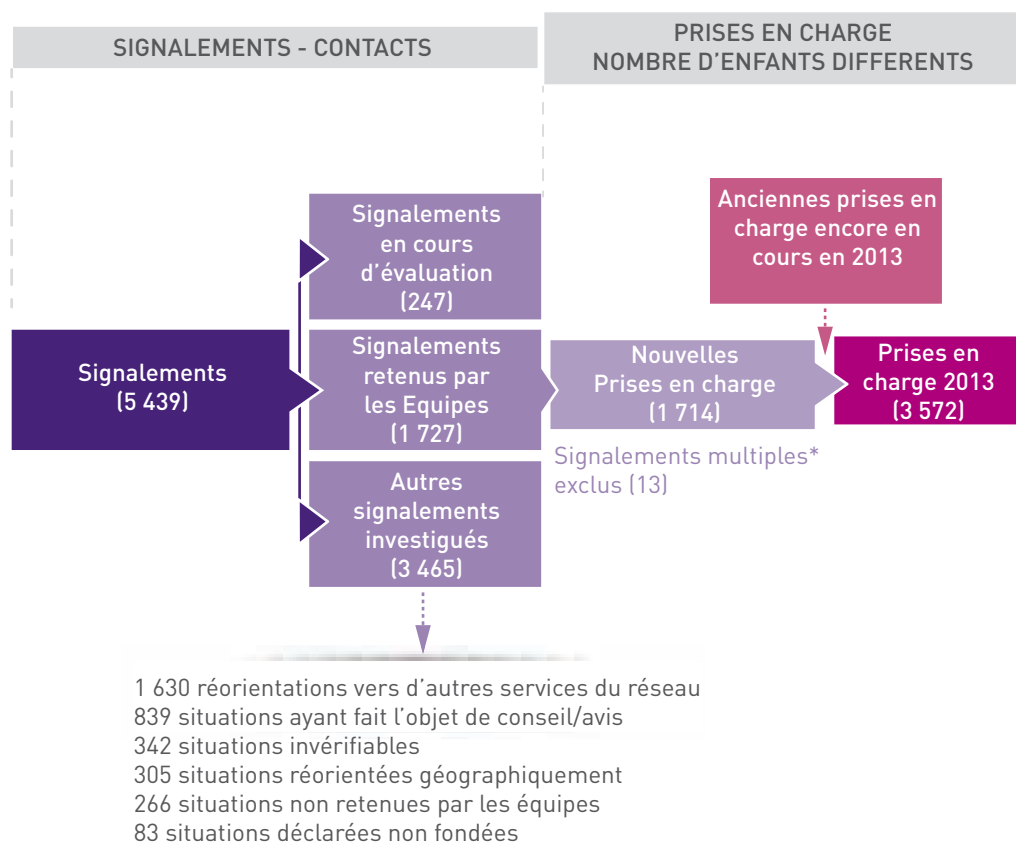 SIGNALEMENTS - CONTACTS
PRISES EN CHARGE
NOMBRE D'ENFANTS DIFFERENTS
Signalements
en cours
d'évaluation
(247)
Anciennes prises en
charge encore en
cours en 2013
Signalements
(5 439)
Signalements
retenus par
les Equipes
(1 727)
Nouvelles
Prises en charge
(1 714)
Prises en
charge 2013
(3 572)
Signalements multiples*
exclus (13)
Autres
signalements
investigués
(3 465)
1 630 réorientations vers d'autres services du réseau
839 situations ayant fait l'objet de conseil/avis
342 situations invérifiables
305 situations réorientées géographiquement
266 situations non retenues par les équipes
83 situations déclarées non fondées